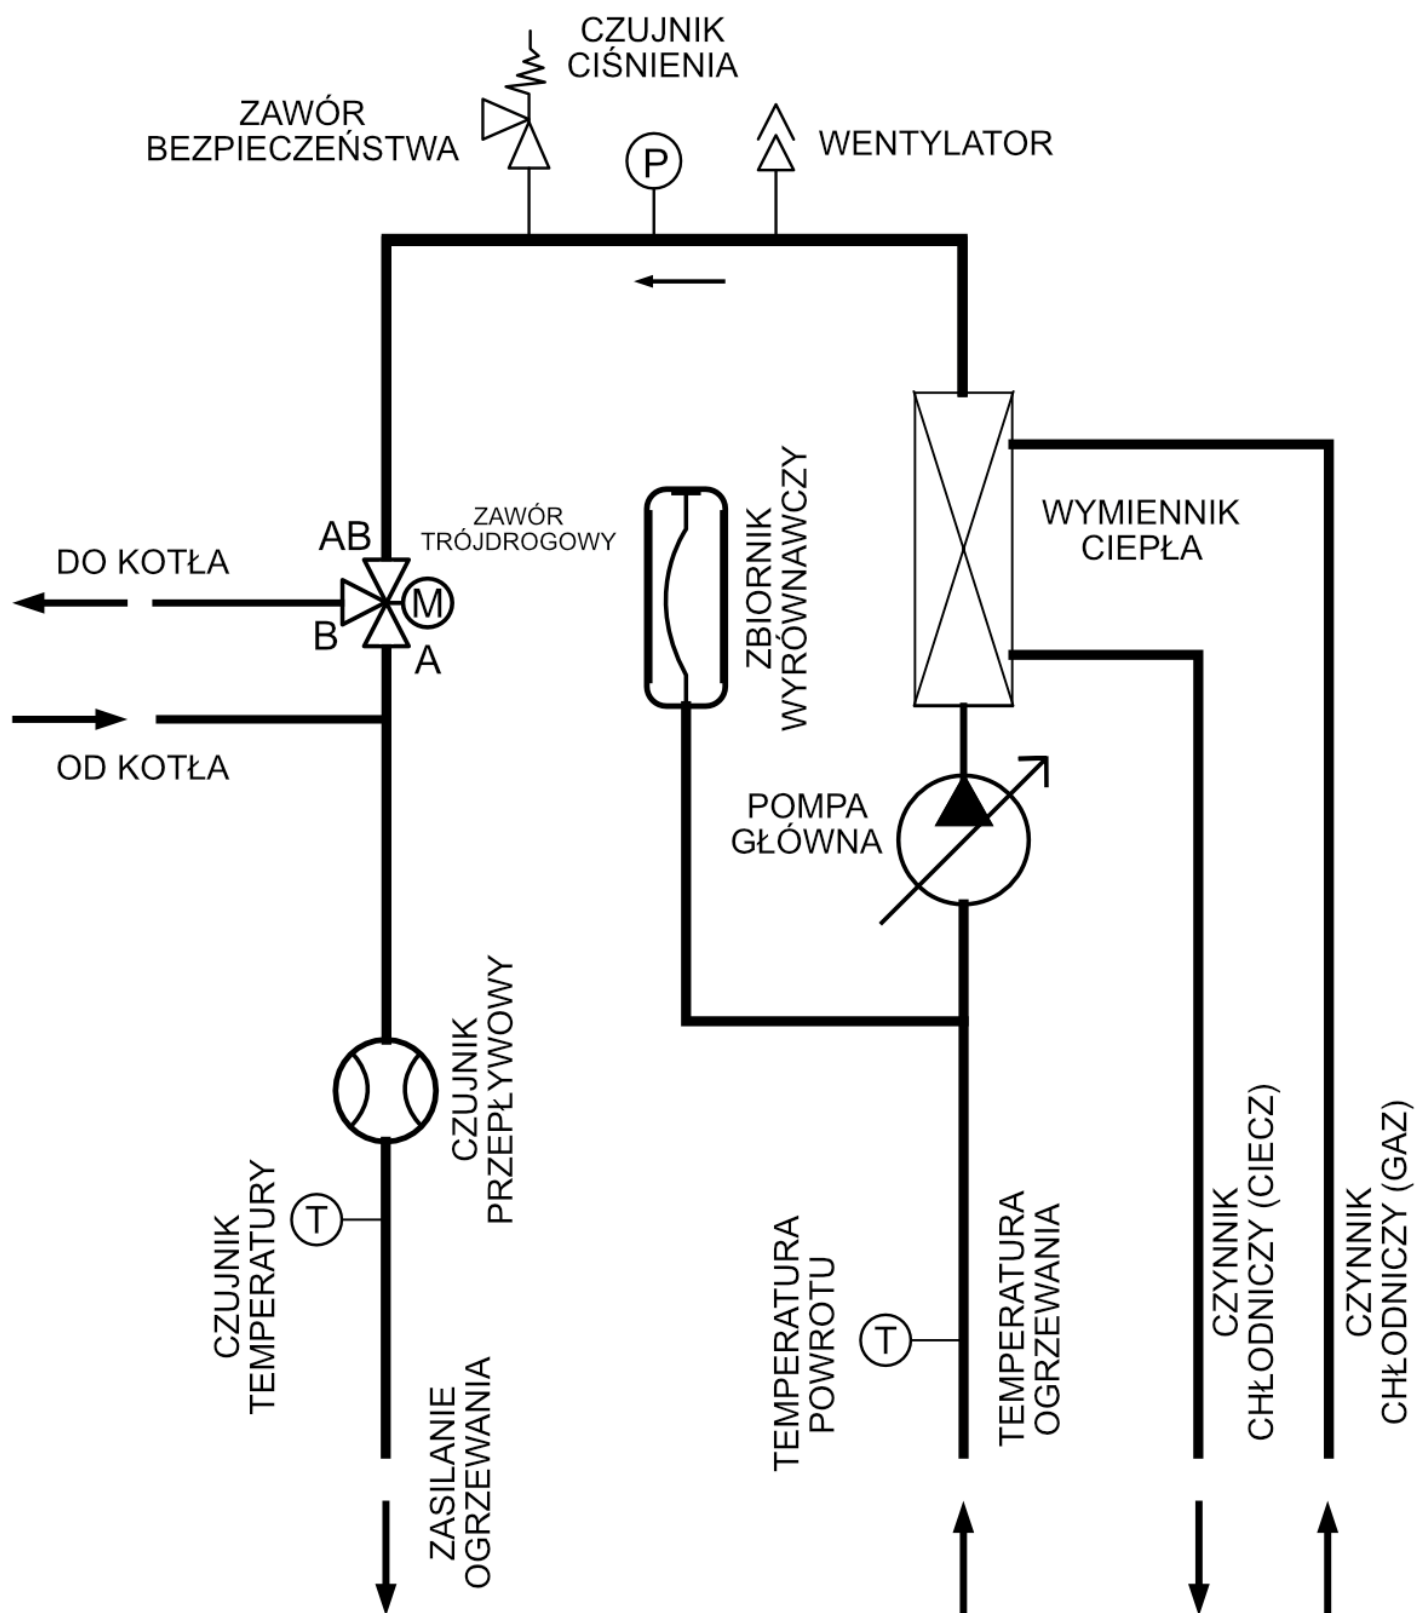 CZUJNIK
CIŚNIENIA
ZAWÓR
BEZPIECZEŃSTWA
P
WENTYLATOR
AB
ZAWÓR
TRÓJDROGOWY
DO KOTŁA
M
B
A
OD KOTŁA
ZBIORNIK
WYRÓWNAWCZY
WYMIENNIK
CIEPŁA
POMPA
GŁÓWNA
CZUJNIK
PRZEPŁYWOWY
CZUJNIK
TEMPERATURY
T
ZASILANIE
OGRZEWANIA
TEMPERATURA
POWROTU
T
TEMPERATURA
OGRZEWANIA
CZYNNIK
CHŁODNICZY (CIECZ)
CZYNNIK
CHŁODNICZY (GAZ)